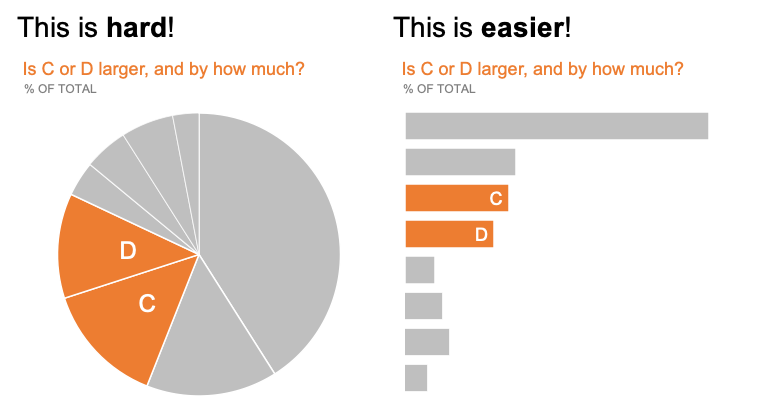 This is hard!
Is C or D larger, and by how much?
% OF TOTAL
D
C
This is easier!
Is C or D larger, and by how much?
% OF TOTAL
C
D